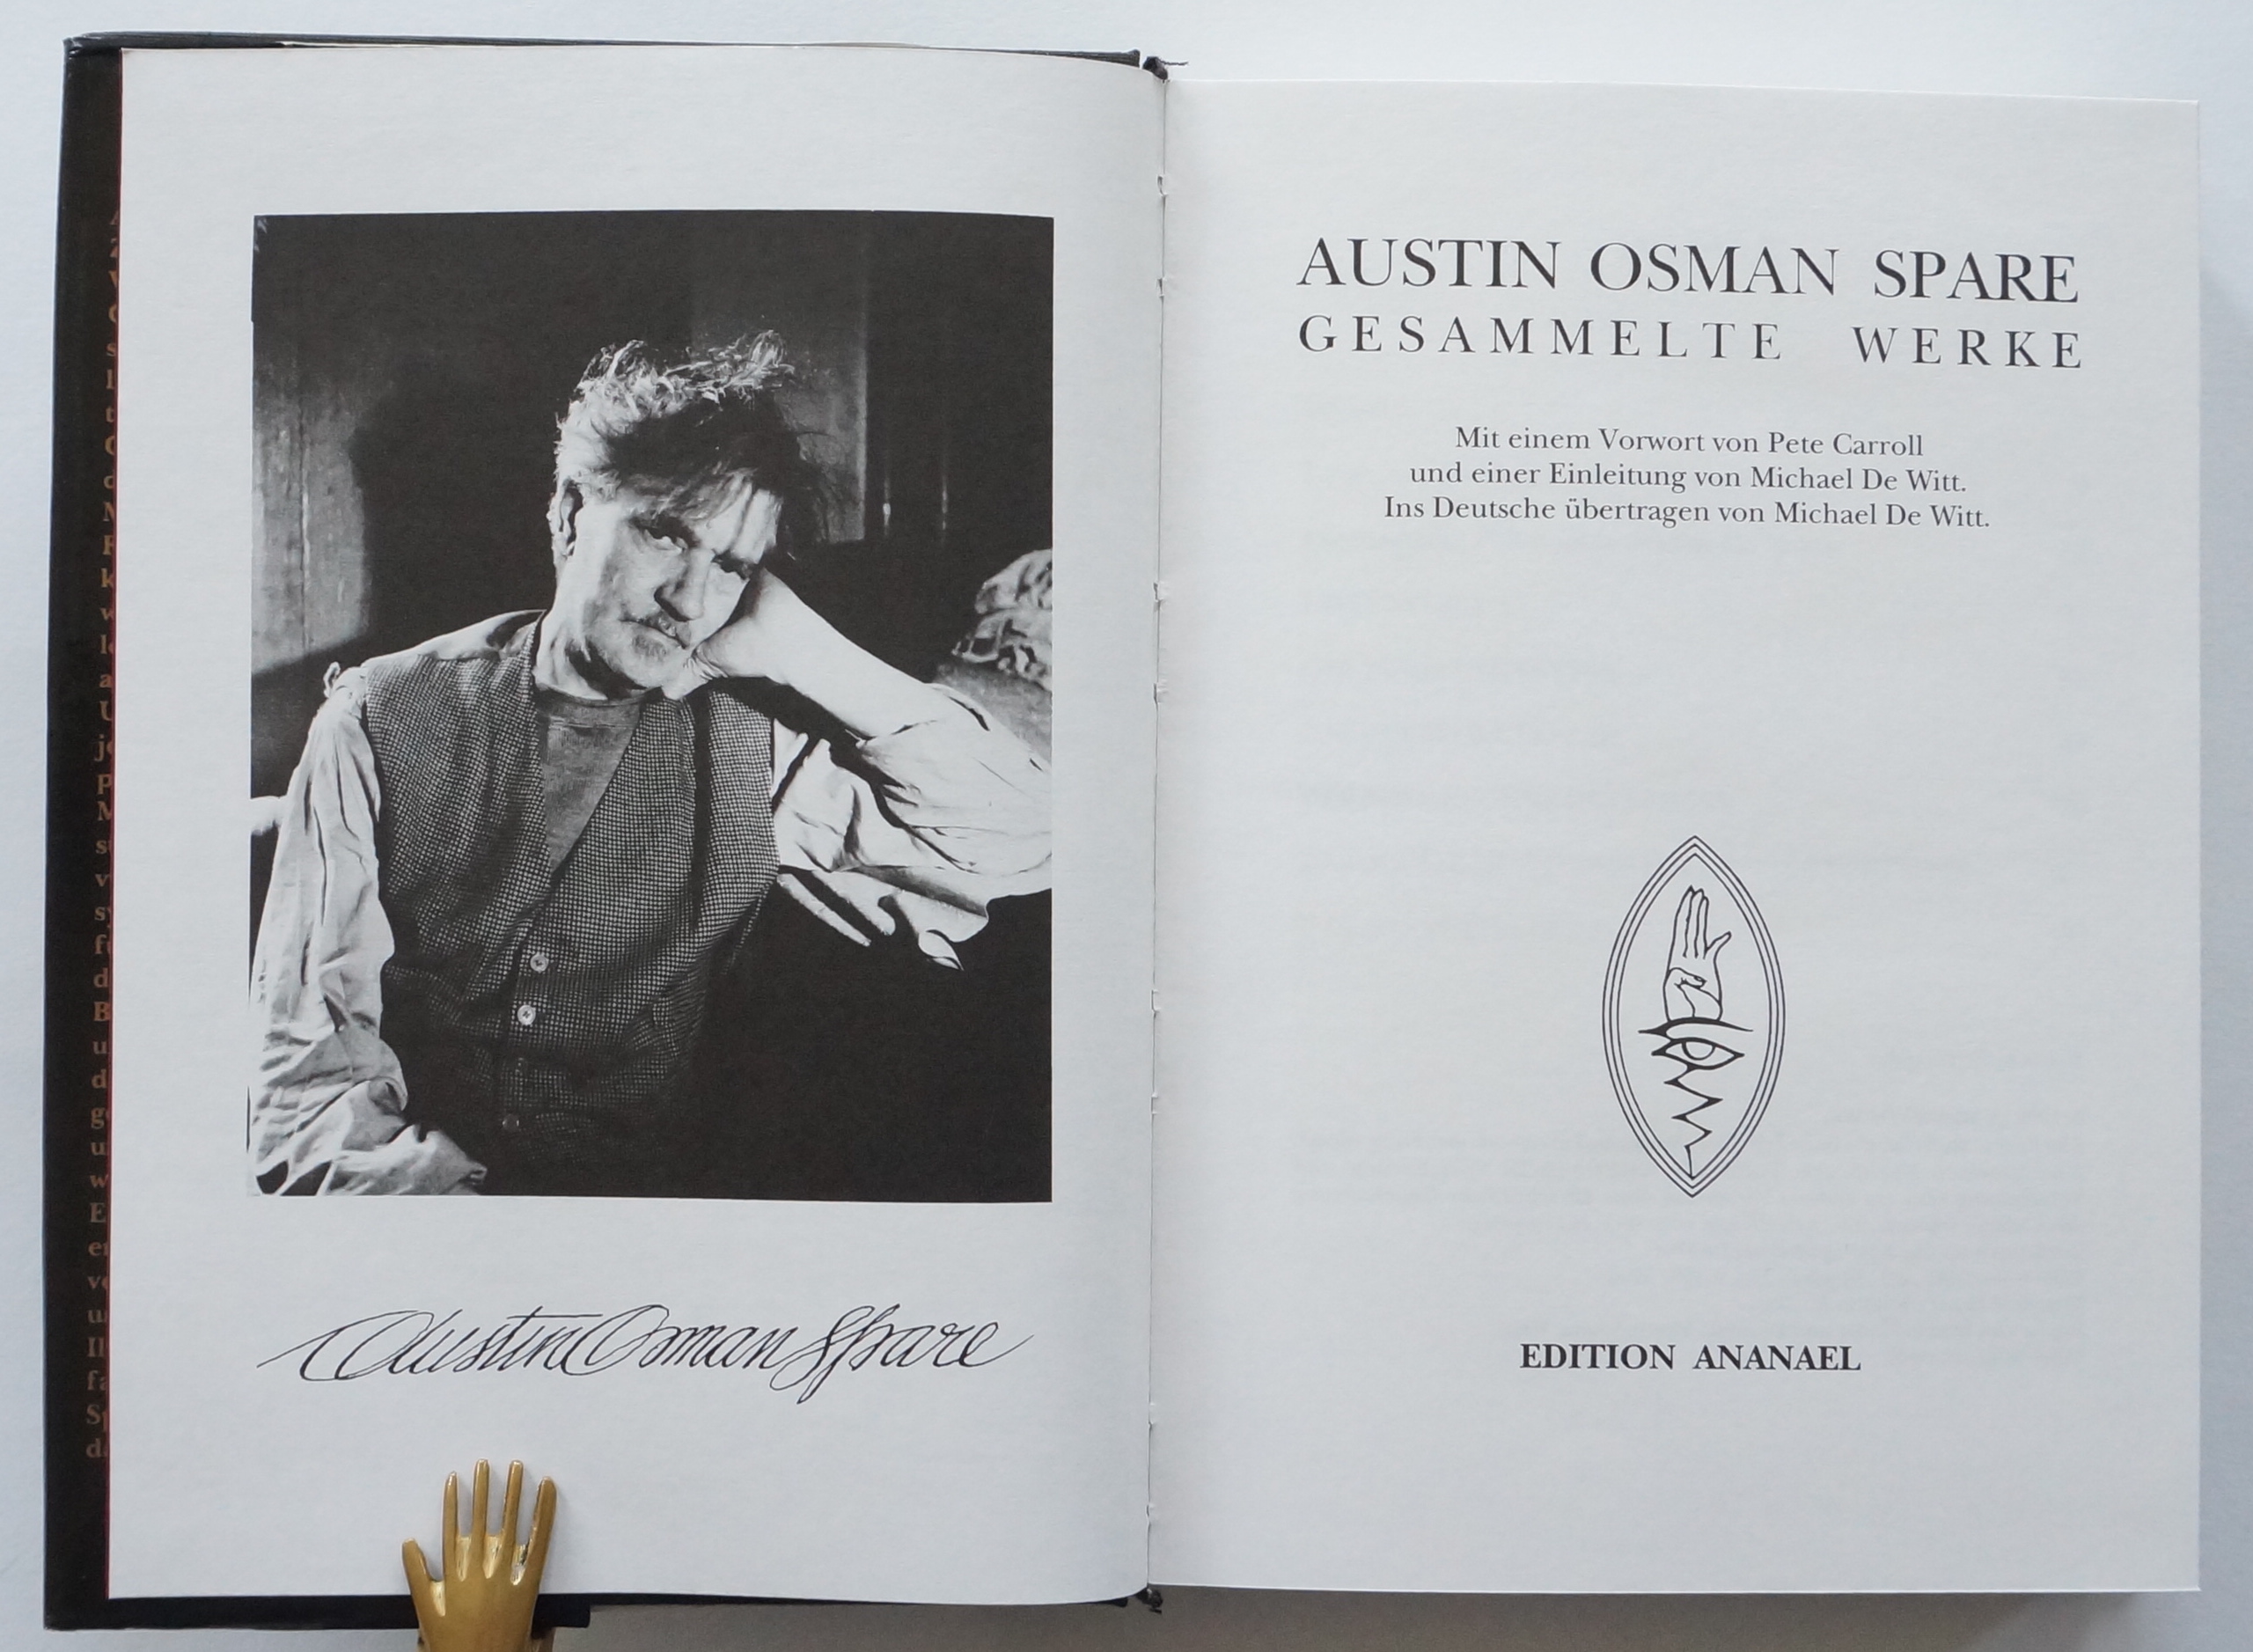 Austin Osman Spare
AUSTIN OSMAN SPARE
GESAMMELTE WERKE
Mit einem Vorwort von Pete Carroll
und einer Einleitung von Michael De Witt.
Ins Deutsche übertragen von Michael De Witt.
EDITION ANANAEL